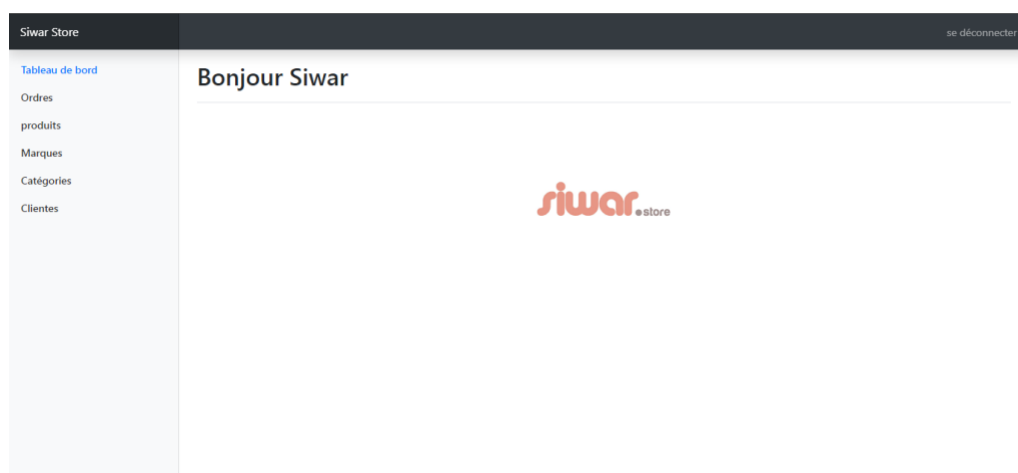 Siwar Store
se déconnecter
Tableau de bord
Ordres
produits
Marques
Catégories
Clientes
Bonjour Siwar
siwar.store